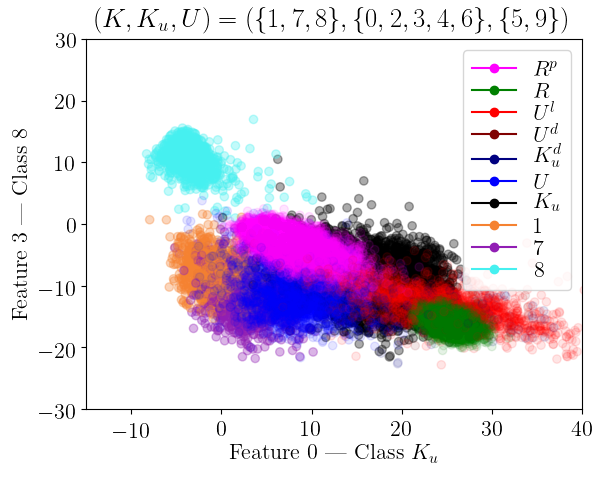 (K, K_u, U) = ({1, 7, 8}, {0, 2, 3, 4, 6}, {5, 9})
30
20
10
0
−10
−20
−30
Feature 3 — Class 8
R^p
R
U^l
U^d
K_u^d
U
K_u
1
7
8
−10
0
10
20
30
40
Feature 0 — Class K_u